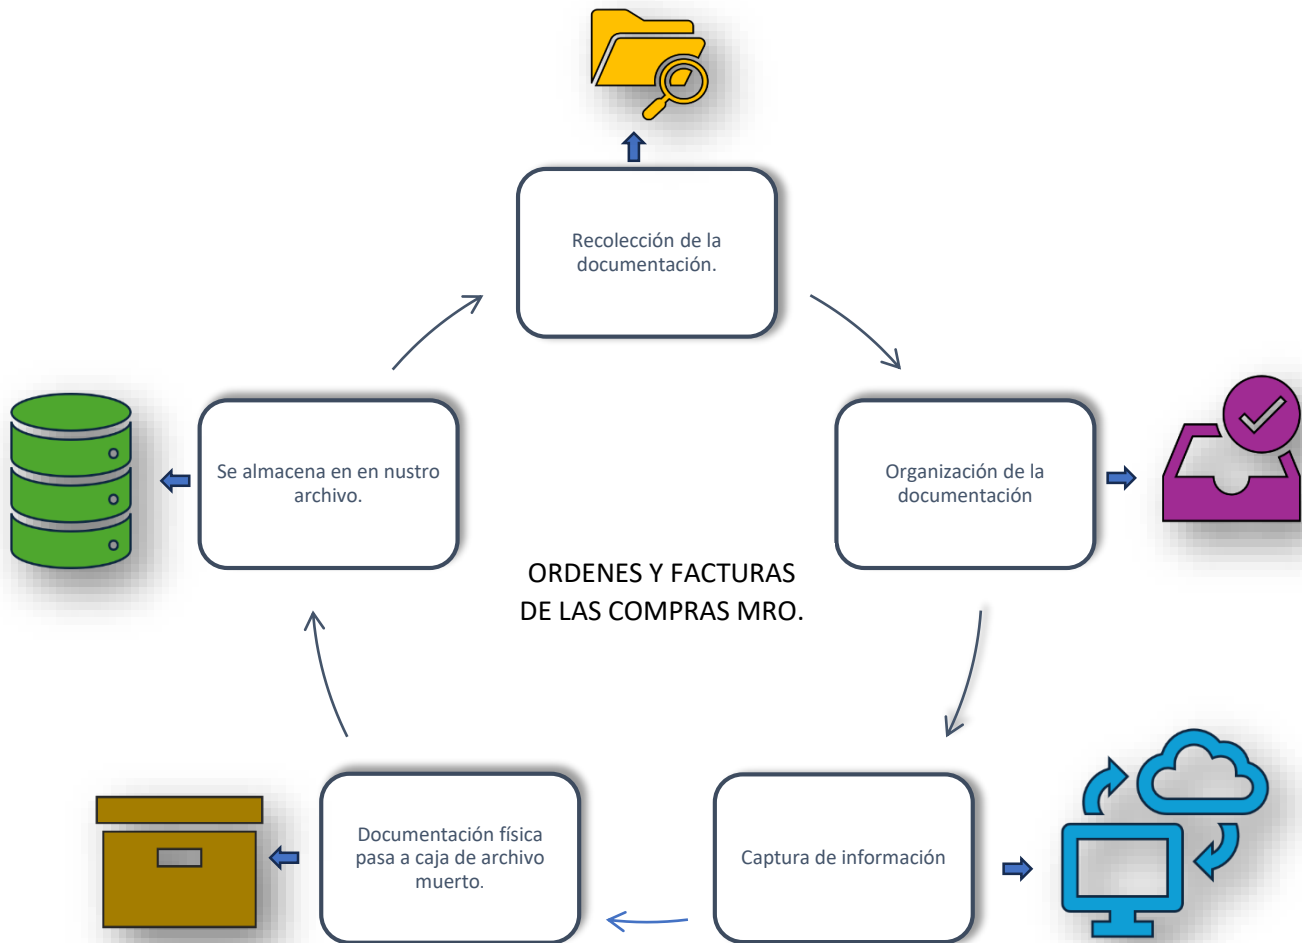 Recolección de la
documentación.
Organización de la
documentación
Captura de información
Documentación física
pasa a caja de archivo
muerto.
Se almacena en en nustro
archivo.
ORDENES Y FACTURAS
DE LAS COMPRAS MRO.